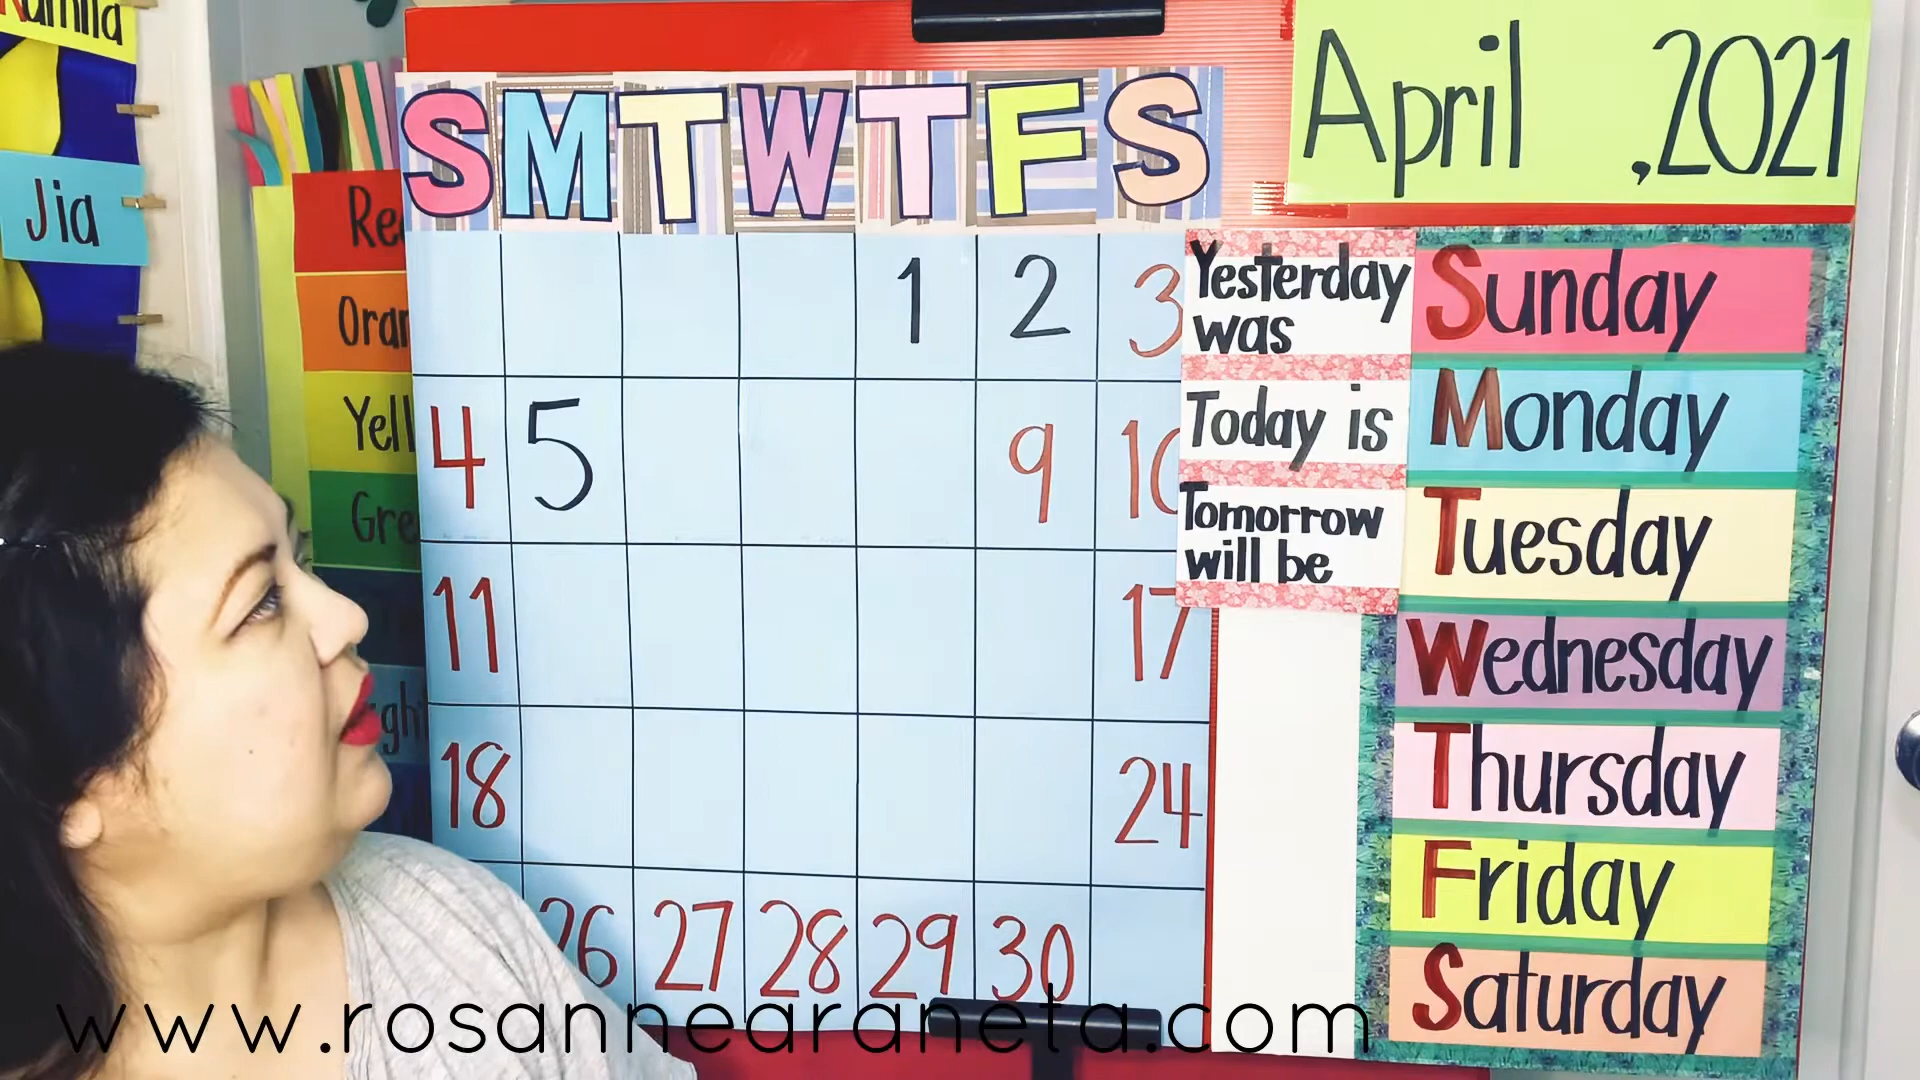 Jia
S M T W T F S
1 2 3
4 5 9 10
11 17
18 24
26 27 28 29 30
April ,2021
Yesterday
was
Today is
Tomorrow
will be
Sunday
Monday
Tuesday
Wednesday
Thursday
Friday
Saturday
www.rosannearaneta.com